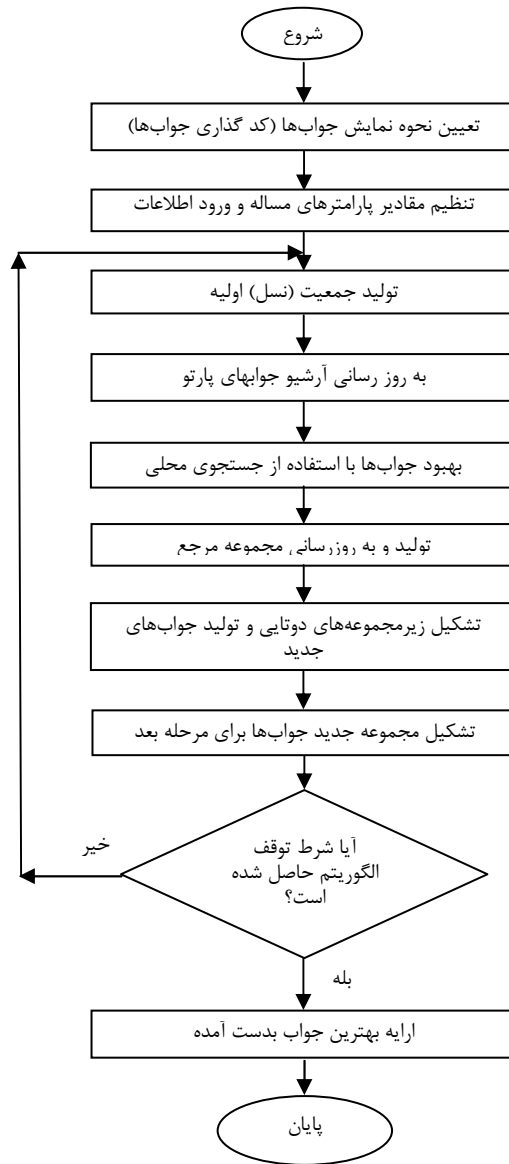 شروع
تعیین نحوه نمایش جواب‌ها (کد گذاری جواب‌ها)
تنظیم مقادیر پارامترهای مساله و ورود اطلاعات
تولید جمعیت (نسل) اولیه
به روز رسانی آرشیو جوابهای پارتو
بهبود جواب‌ها با استفاده از جستجوی محلی
تولید و به روزرسانی مجموعه مرجع
تشکیل زیرمجموعه‌های دوتایی و تولید جواب‌های
جدید
تشکیل مجموعه جدید جواب‌ها برای مرحله بعد
آیا شرط توقف
الگوریتم حاصل شده
است؟
خیر
بله
ارایه بهترین جواب بدست آمده
پایان